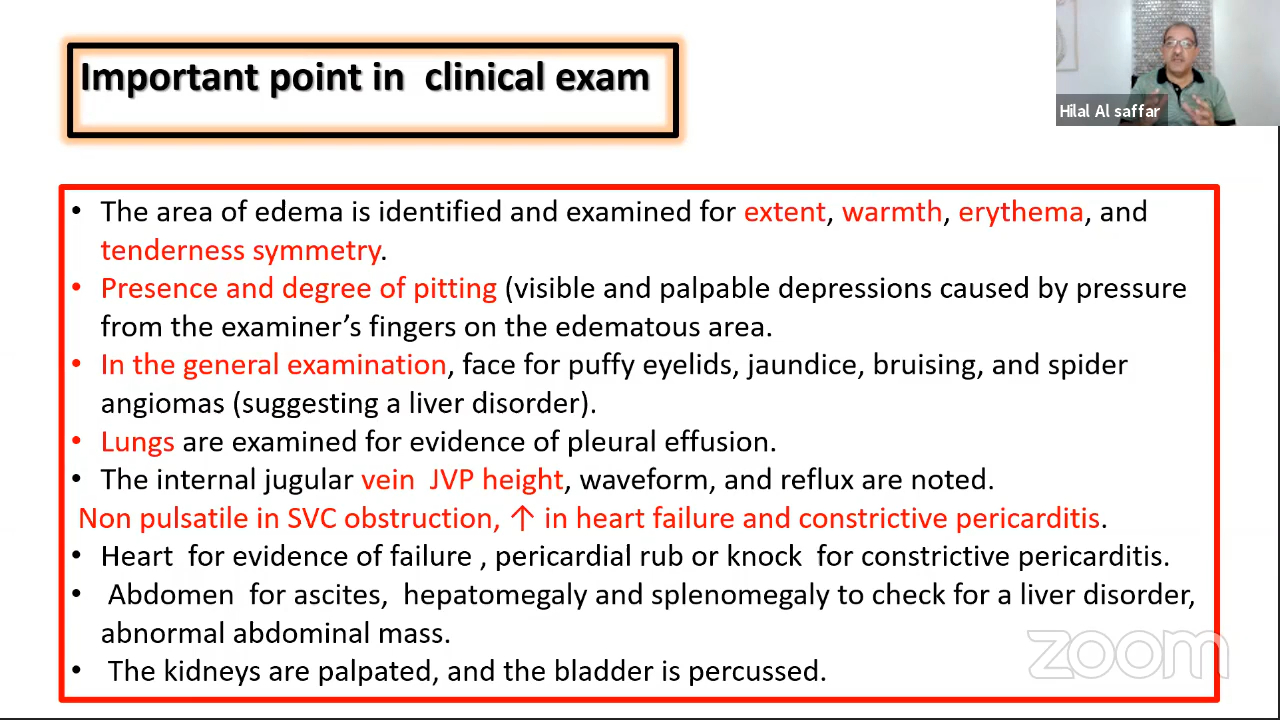 Important point in clinical exam
Hilal Al saffar
• The area of edema is identified and examined for extent, warmth, erythema, and
tenderness symmetry.
• Presence and degree of pitting (visible and palpable depressions caused by pressure
from the examiner’s fingers on the edematous area.
• In the general examination, face for puffy eyelids, jaundice, bruising, and spider
angiomas (suggesting a liver disorder).
• Lungs are examined for evidence of pleural effusion.
• The internal jugular vein JVP height, waveform, and reflux are noted.
Non pulsatile in SVC obstruction, ↑ in heart failure and constrictive pericarditis.
• Heart for evidence of failure , pericardial rub or knock for constrictive pericarditis.
• Abdomen for ascites, hepatomegaly and splenomegaly to check for a liver disorder,
abnormal abdominal mass.
• The kidneys are palpated, and the bladder is percussed.
zoom